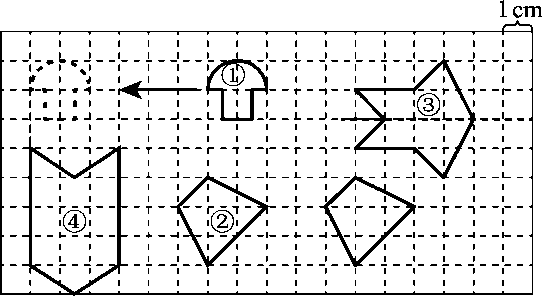 1 cm
①
③
④
②